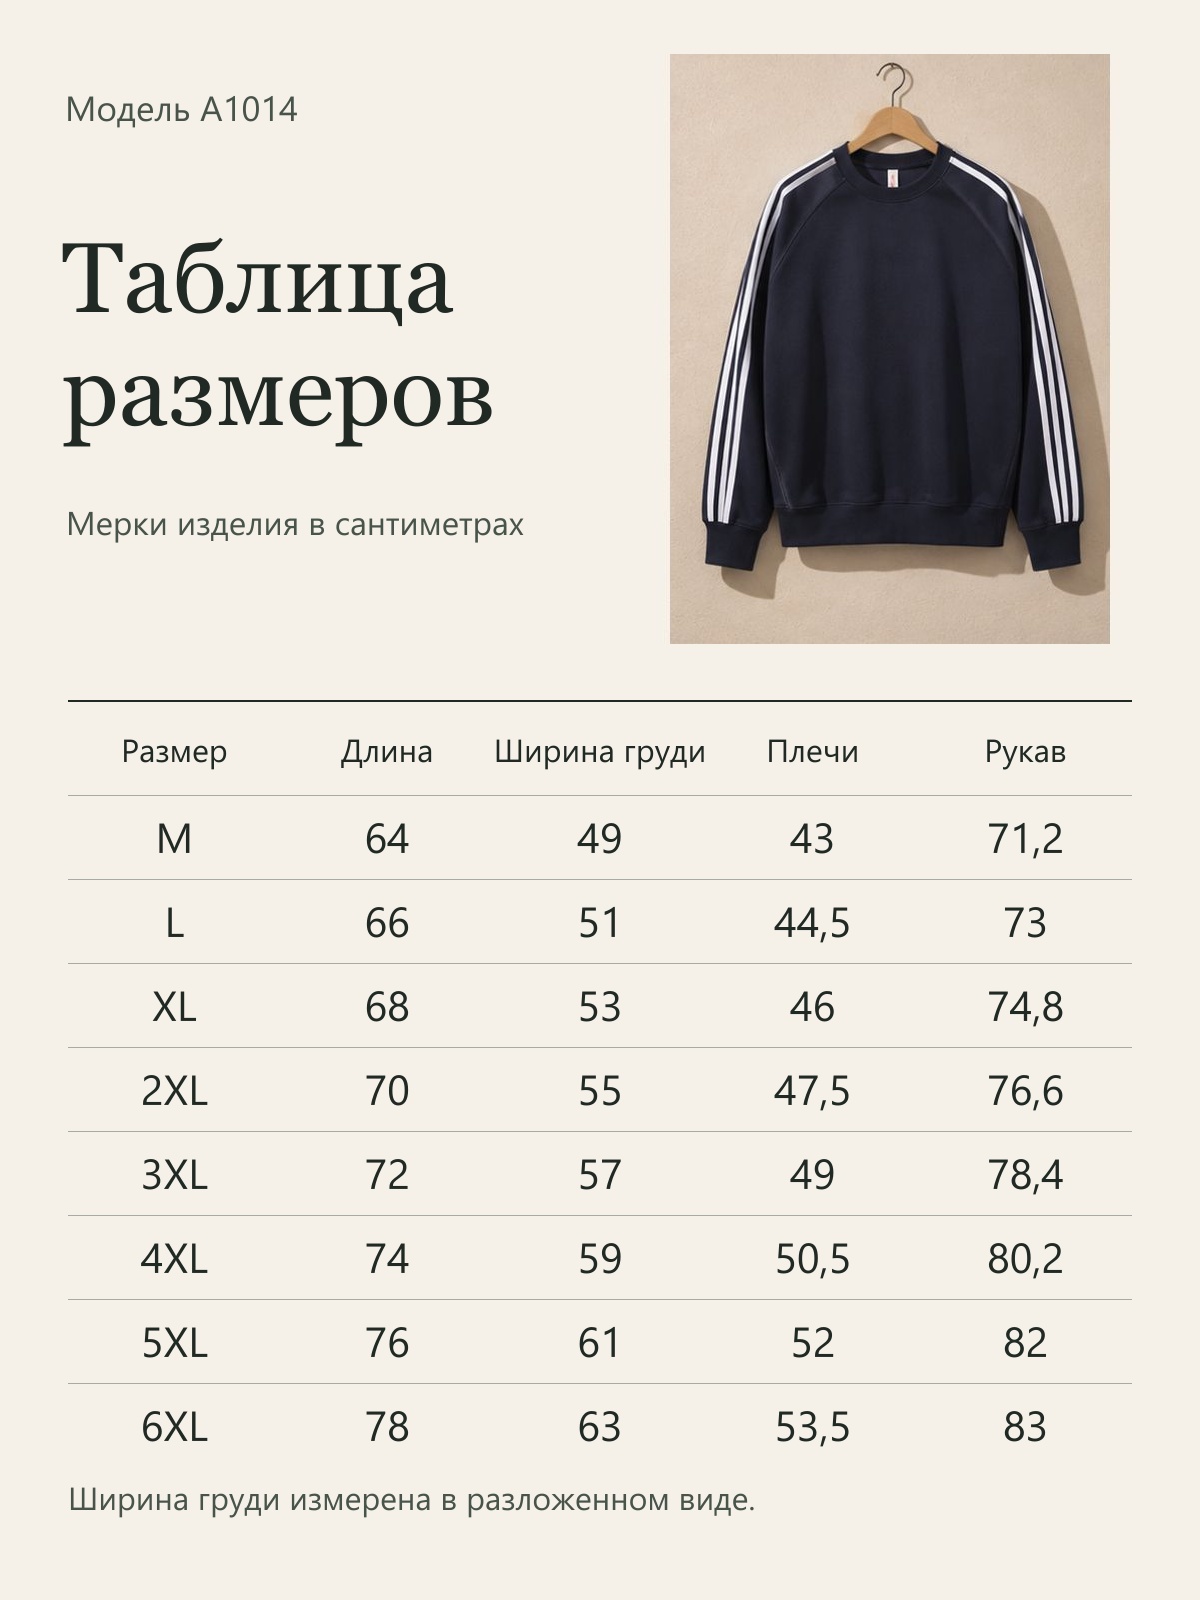 Модель A1014
Таблица
размеров
Мерки изделия в сантиметрах
Размер Длина Ширина груди Плечи Рукав
M 64 49 43 71,2
L 66 51 44,5 73
XL 68 53 46 74,8
2XL 70 55 47,5 76,6
3XL 72 57 49 78,4
4XL 74 59 50,5 80,2
5XL 76 61 52 82
6XL 78 63 53,5 83
Ширина груди измерена в разложенном виде.